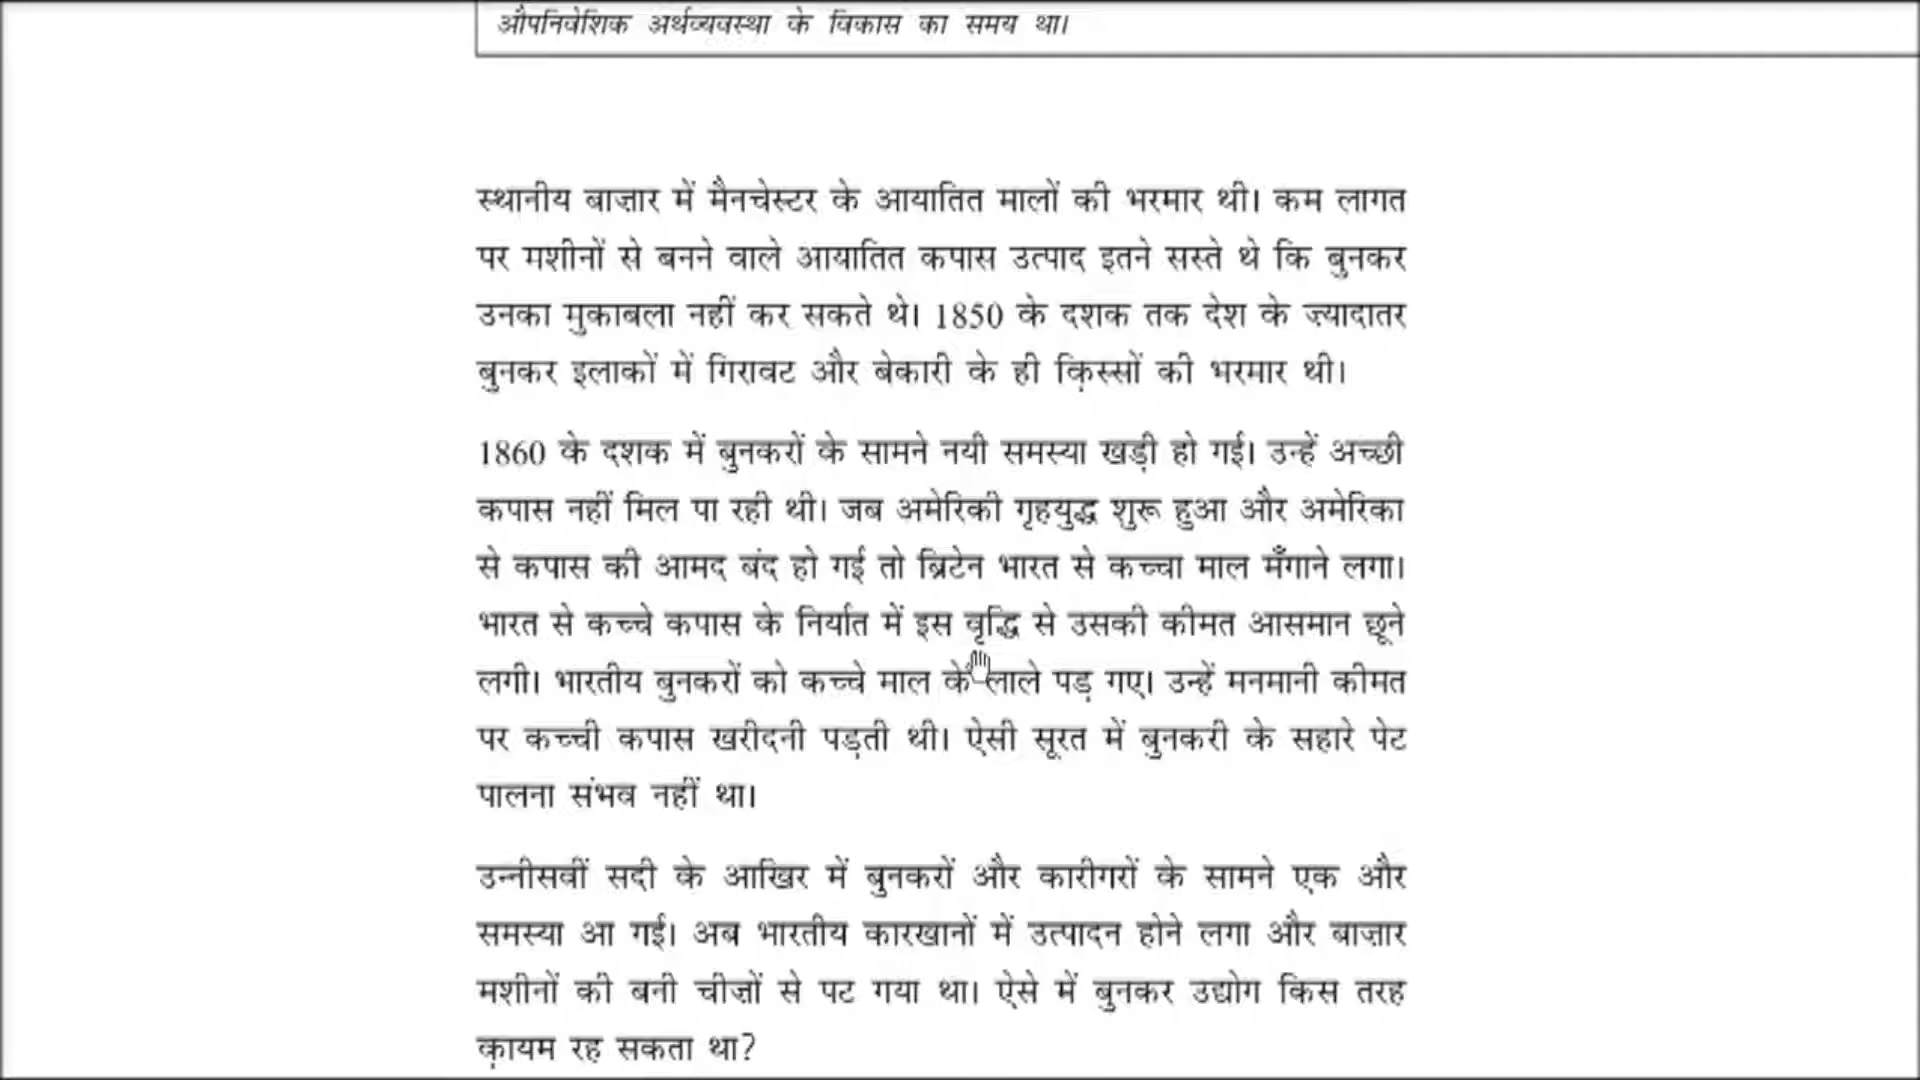 औपनिवेशिक अर्थव्यवस्था के विकास का समय था।
स्थानीय बाज़ार में मैनचेस्टर के आयातित मालों की भरमार थी। कम लागत
पर मशीनों से बनने वाले आयातित कपास उत्पाद इतने सस्ते थे कि बुनकर
उनका मुकाबला नहीं कर सकते थे। 1850 के दशक तक देश के ज़्यादातर
बुनकर इलाकों में गिरावट और बेकारी के ही क़िस्सों की भरमार थी।
1860 के दशक में बुनकरों के सामने नयी समस्या खड़ी हो गई। उन्हें अच्छी
कपास नहीं मिल पा रही थी। जब अमेरिकी गृहयुद्ध शुरू हुआ और अमेरिका
से कपास की आमद बंद हो गई तो ब्रिटेन भारत से कच्चा माल मँगाने लगा।
भारत से कच्चे कपास के निर्यात में इस वृद्धि से उसकी कीमत आसमान छूने
लगी। भारतीय बुनकरों को कच्चे माल के लाले पड़ गए। उन्हें मनमानी कीमत
पर कच्ची कपास खरीदनी पड़ती थी। ऐसी सूरत में बुनकरी के सहारे पेट
पालना संभव नहीं था।
उन्नीसवीं सदी के आखिर में बुनकरों और कारीगरों के सामने एक और
समस्या आ गई। अब भारतीय कारखानों में उत्पादन होने लगा और बाज़ार
मशीनों की बनी चीज़ों से पट गया था। ऐसे में बुनकर उद्योग किस तरह
क़ायम रह सकता था?